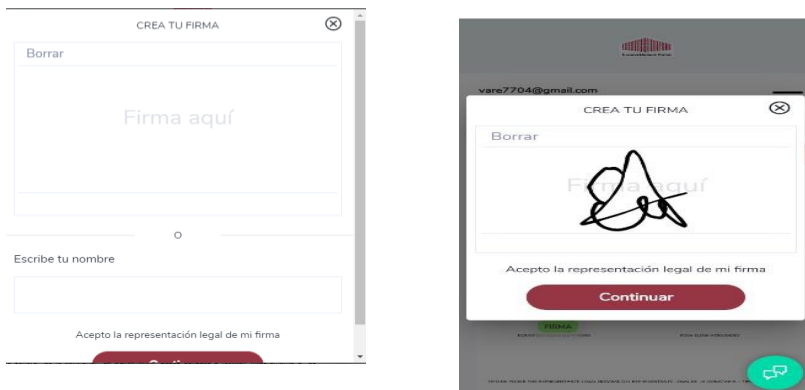 CREA TU FIRMA
Borrar
Firma aquí
O
Escribe tu nombre
Acepto la representación legal de mi firma
vare7704@gmail.com
CREA TU FIRMA
Borrar
Firma aquí
Acepto la representación legal de mi firma
Continuar
FIRMA